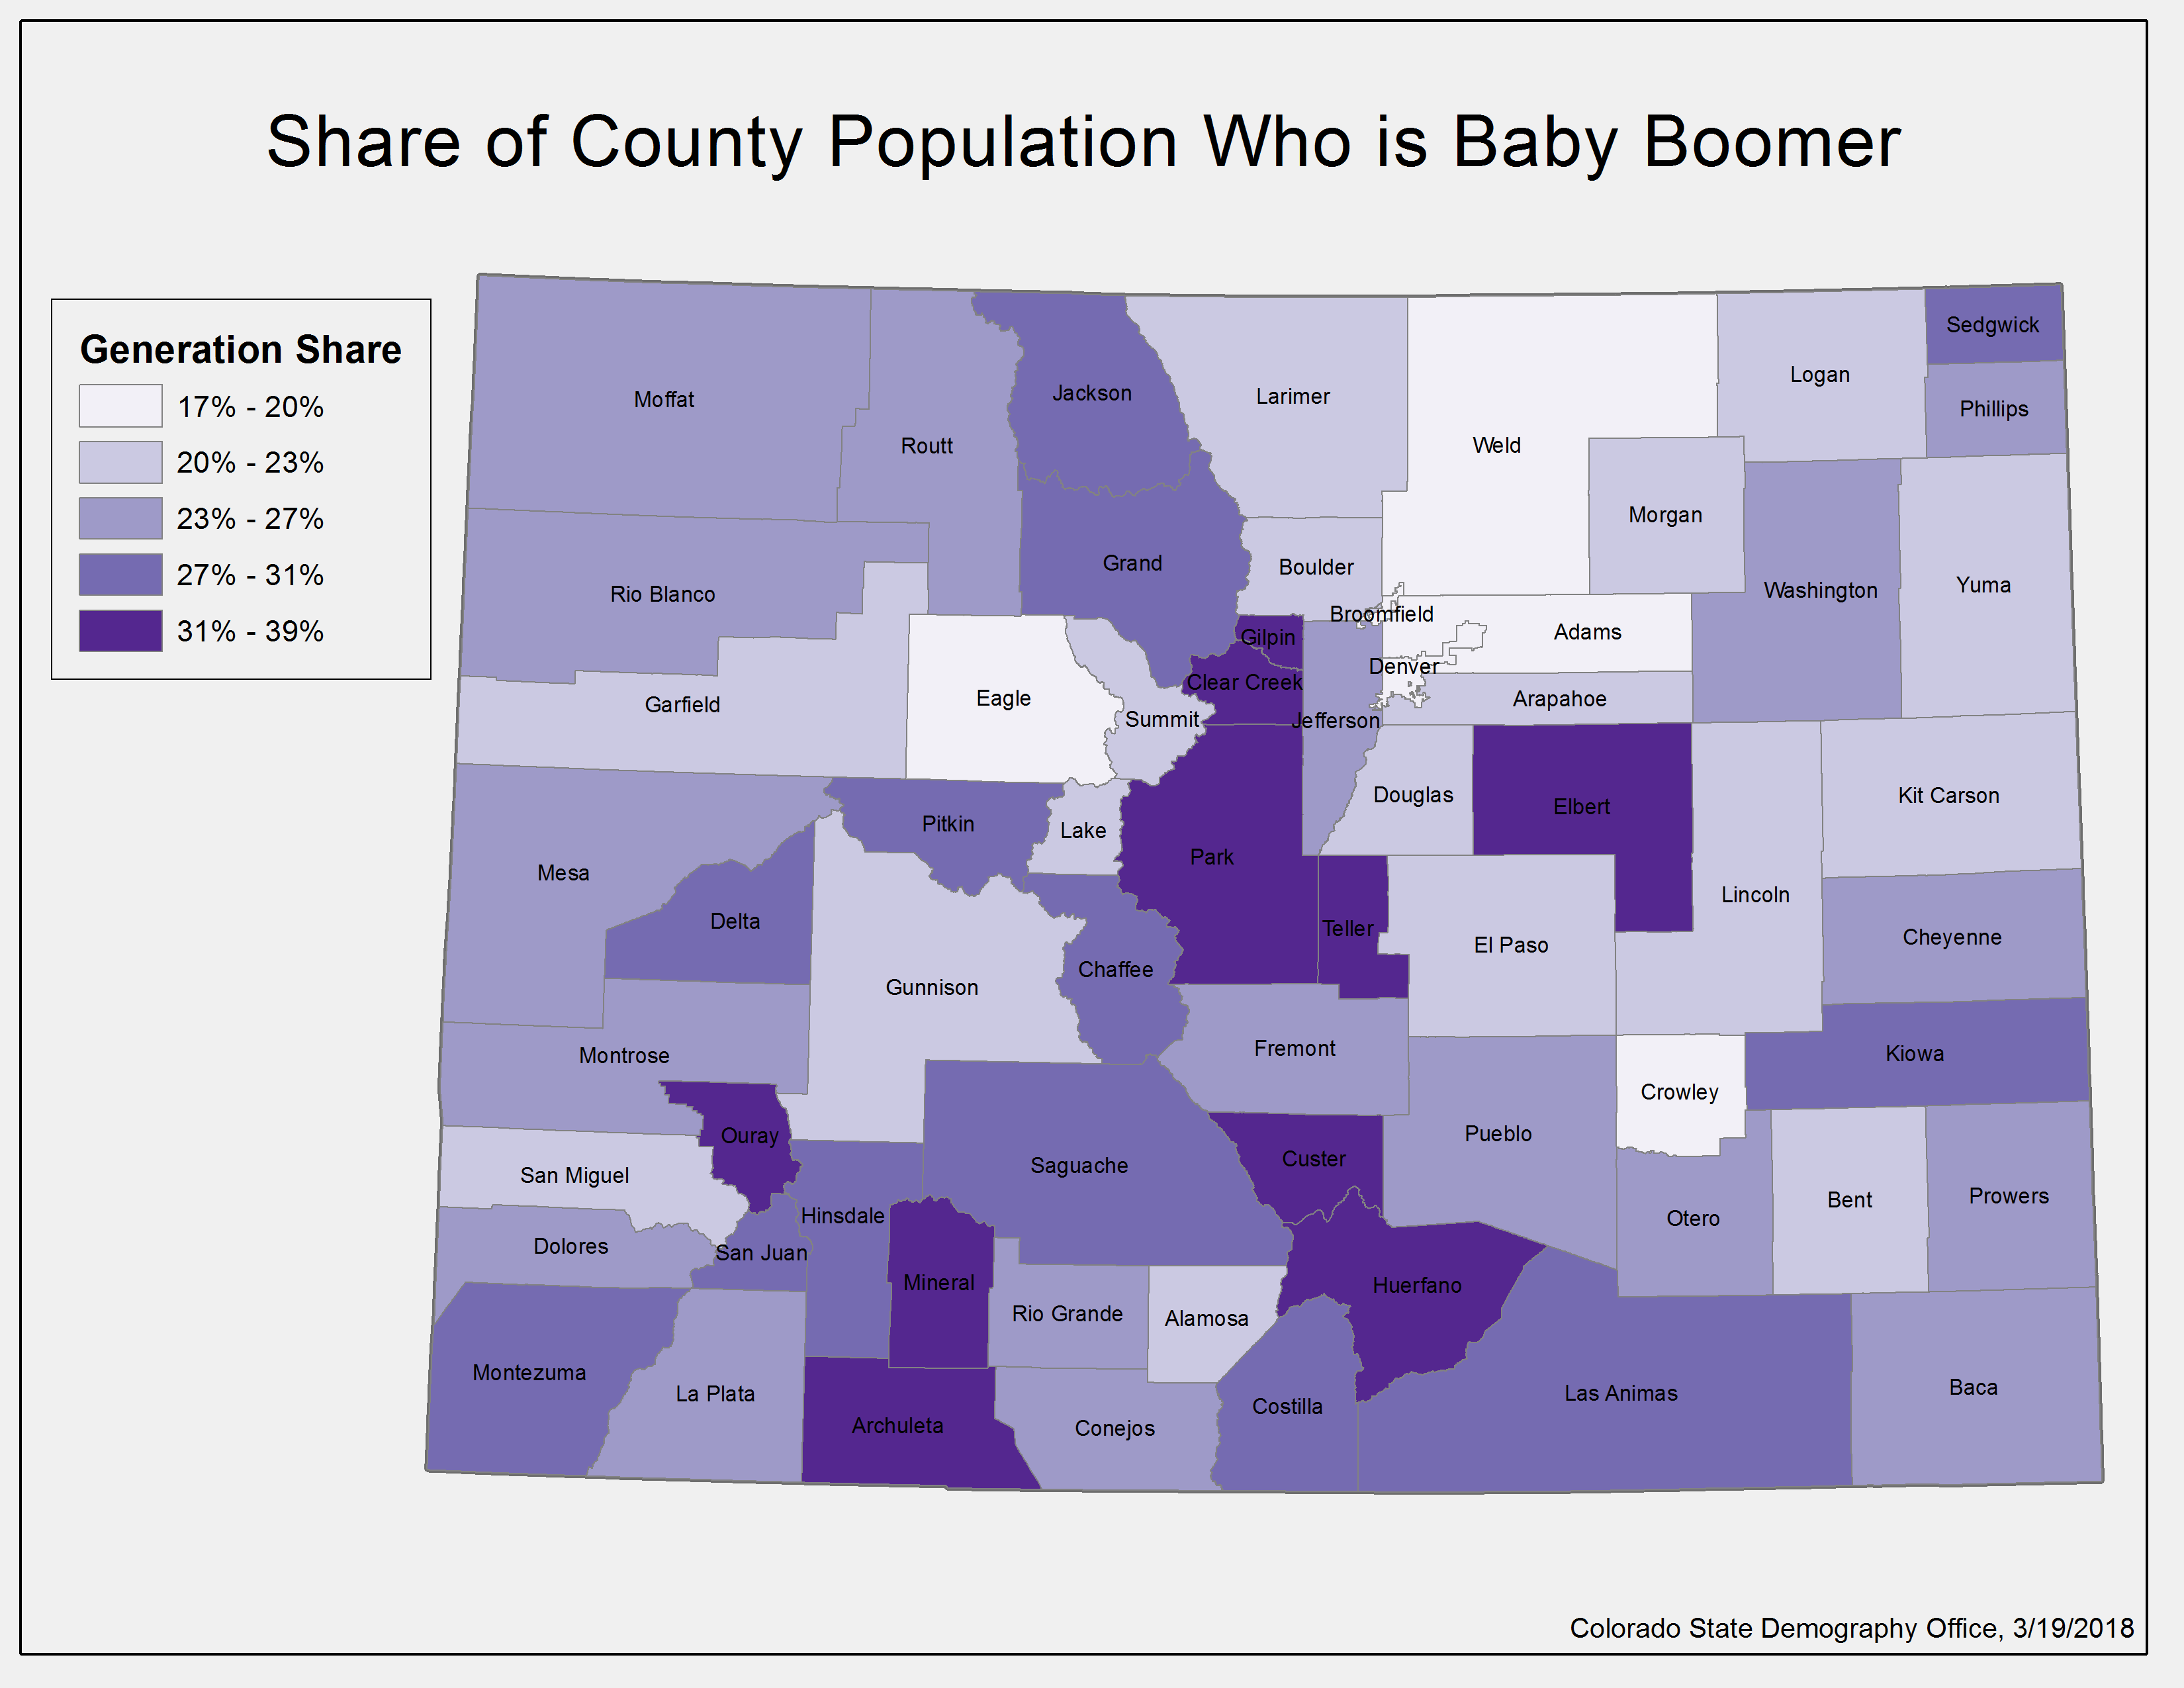 Share of County Population Who is Baby Boomer
Generation Share
17% - 20%
20% - 23%
23% - 27%
27% - 31%
31% - 39%
Sedgwick
Logan
Jackson
Larimer
Moffat
Phillips
Routt
Weld
Morgan
Grand
Boulder
Yuma
Washington
Rio Blanco
Broomfield
Adams
Gilpin
Denver
Clear Creek
Eagle
Arapahoe
Garfield
Summit
Jefferson
Douglas
Kit Carson
Elbert
Pitkin
Lake
Park
Mesa
Lincoln
Delta
Teller
Cheyenne
El Paso
Chaffee
Gunnison
Fremont
Kiowa
Montrose
Crowley
Pueblo
Ouray
Custer
Saguache
San Miguel
Prowers
Bent
Hinsdale
Otero
Dolores
San Juan
Mineral
Huerfano
Rio Grande
Alamosa
Montezuma
Baca
La Plata
Las Animas
Costilla
Archuleta
Conejos
Colorado State Demography Office, 3/19/2018